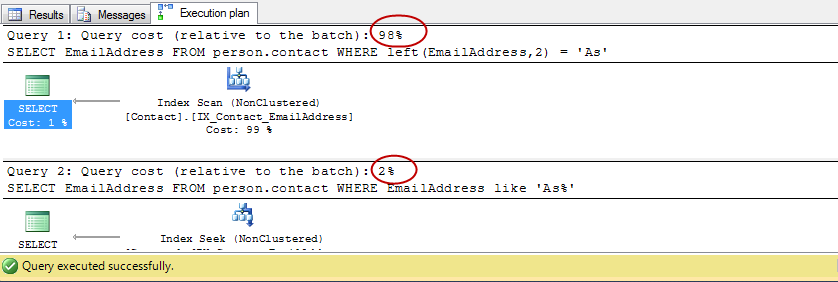 Results Messages Execution plan
Query 1: Query cost (relative to the batch): 98%
SELECT EmailAddress FROM person.contact WHERE left(EmailAddress,2) = 'As'
SELECT
Cost: 1 %
Index Scan (NonClustered)
[Contact].[IX_Contact_EmailAddress]
Cost: 99 %
Query 2: Query cost (relative to the batch): 2%
SELECT EmailAddress FROM person.contact WHERE EmailAddress like 'As%'
SELECT
Index Seek (NonClustered)
Query executed successfully.